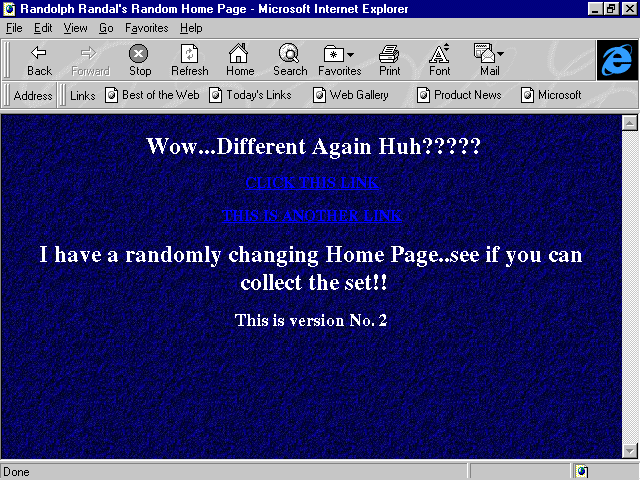 Randolph Randal's Random Home Page - Microsoft Internet Explorer
File Edit View Go Favorites Help
Back Forward Stop Refresh Home Search Favorites Print Font Mail
Address Links Best of the Web Today's Links Web Gallery Product News Microsoft
Wow...Different Again Huh?????
CLICK THIS LINK
THIS IS ANOTHER LINK
I have a randomly changing Home Page..see if you can
collect the set!!
This is version No. 2
Done